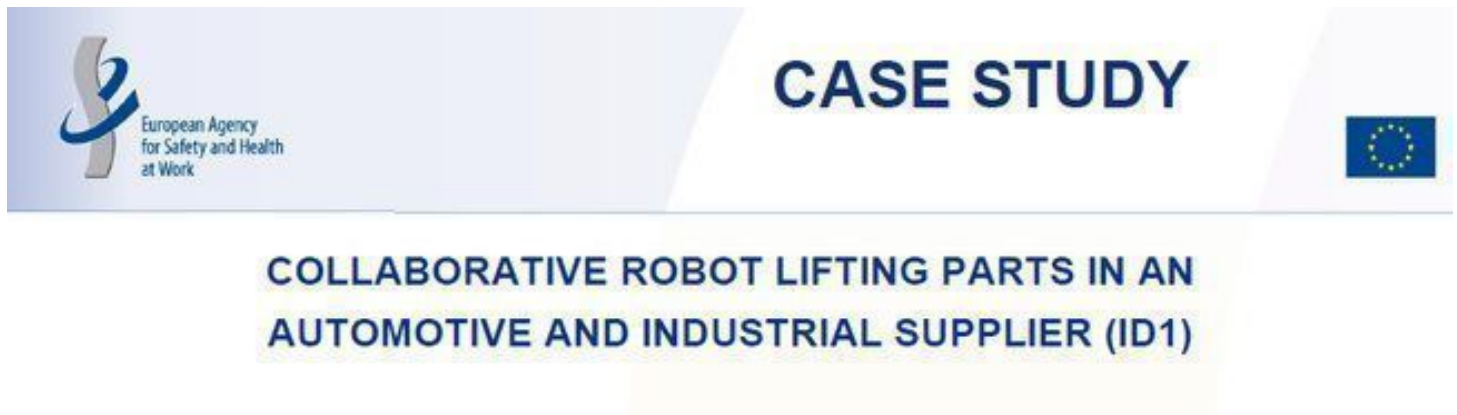 European Agency
for Safety and Health
at Work
CASE STUDY
COLLABORATIVE ROBOT LIFTING PARTS IN AN
AUTOMOTIVE AND INDUSTRIAL SUPPLIER (ID1)